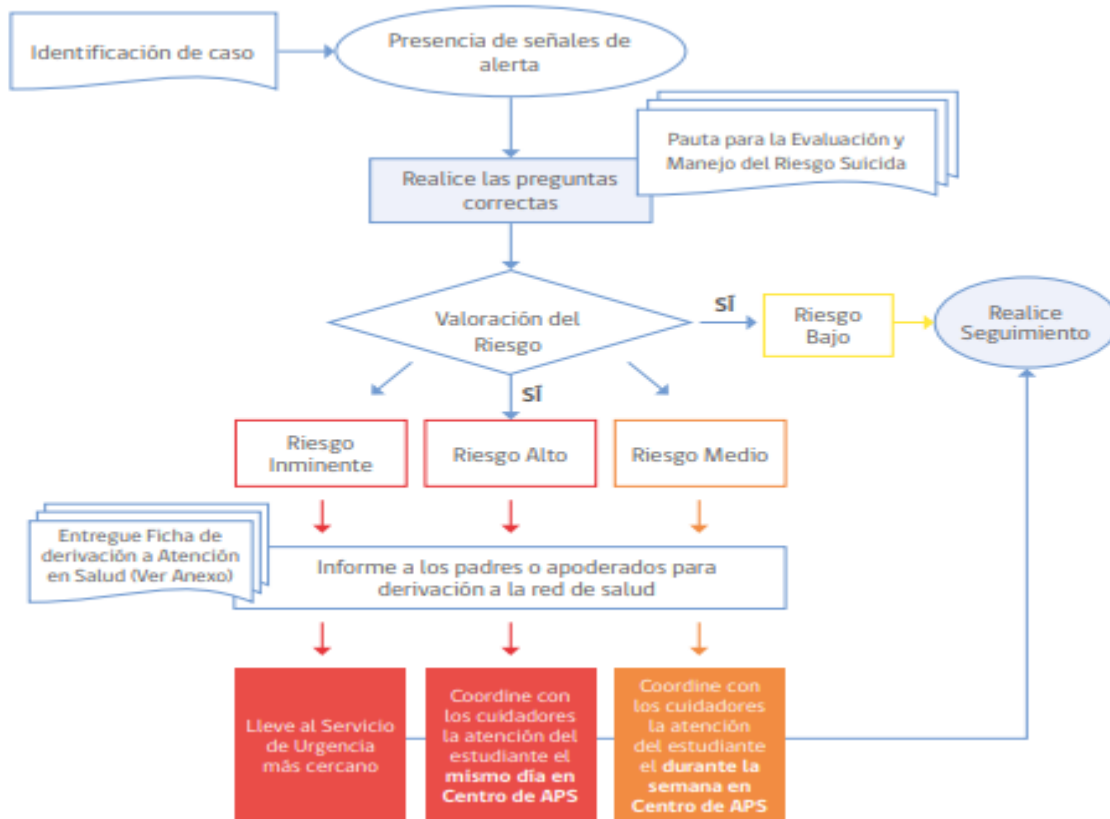 Identificación de caso
Presencia de señales de
alerta
Pauta para la Evaluación y
Manejo del Riesgo Suicida
Realice las preguntas
correctas
Valoración del
Riesgo
SÍ
Riesgo
Bajo
Realice
Seguimiento
SÍ
Riesgo
Inminente
Riesgo Alto
Riesgo Medio
Entregue Ficha de
derivación a Atención
en Salud (Ver Anexo)
Informe a los padres o apoderados para
derivación a la red de salud
Lleve al Servicio
de Urgencia
más cercano
Coordine con
los cuidadores
la atención del
estudiante el
mismo día en
Centro de APS
Coordine con
los cuidadores
la atención
del estudiante
el durante la
semana en
Centro de APS